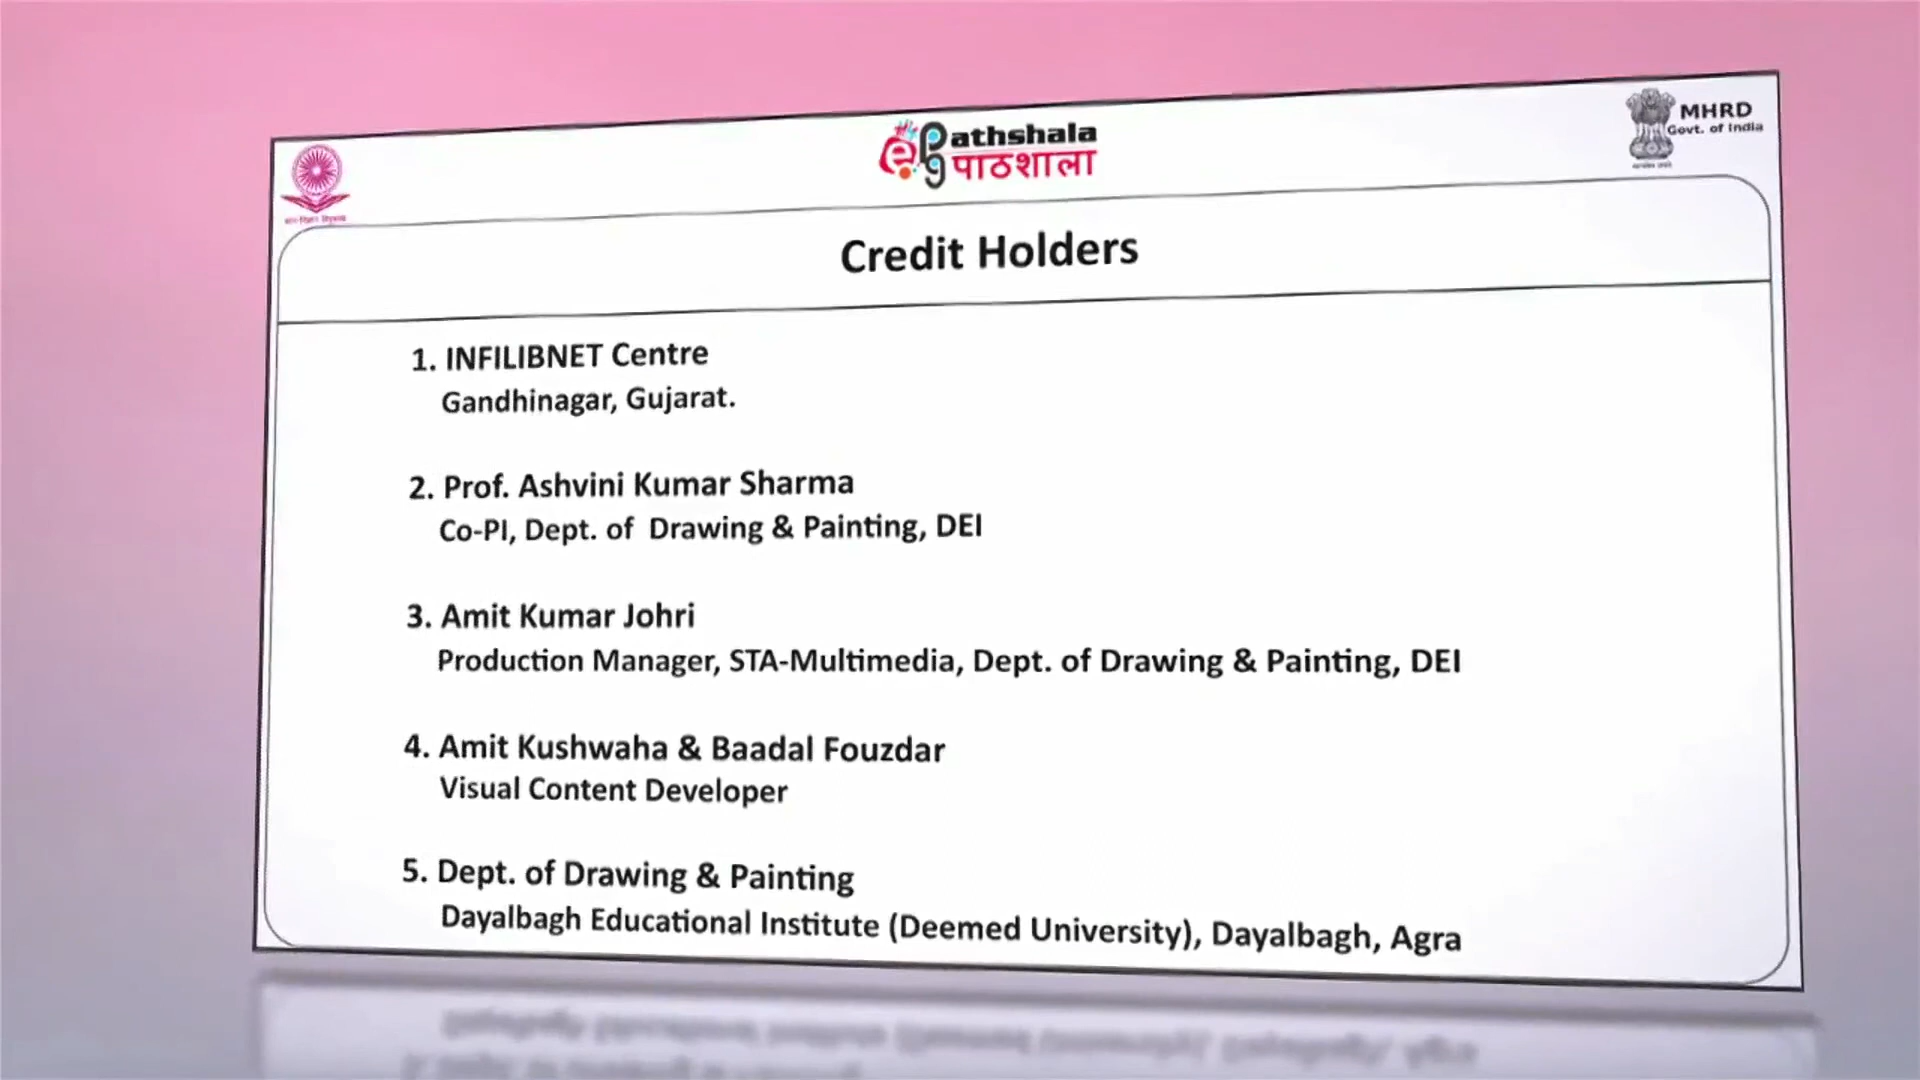 ePathshala
पाठशाला
MHRD
Govt. of India
Credit Holders
1. INFILIBNET Centre
Gandhinagar, Gujarat.
2. Prof. Ashvini Kumar Sharma
Co-PI, Dept. of Drawing & Painting, DEI
3. Amit Kumar Johri
Production Manager, STA-Multimedia, Dept. of Drawing & Painting, DEI
4. Amit Kushwaha & Baadal Fouzdar
Visual Content Developer
5. Dept. of Drawing & Painting
Dayalbagh Educational Institute (Deemed University), Dayalbagh, Agra